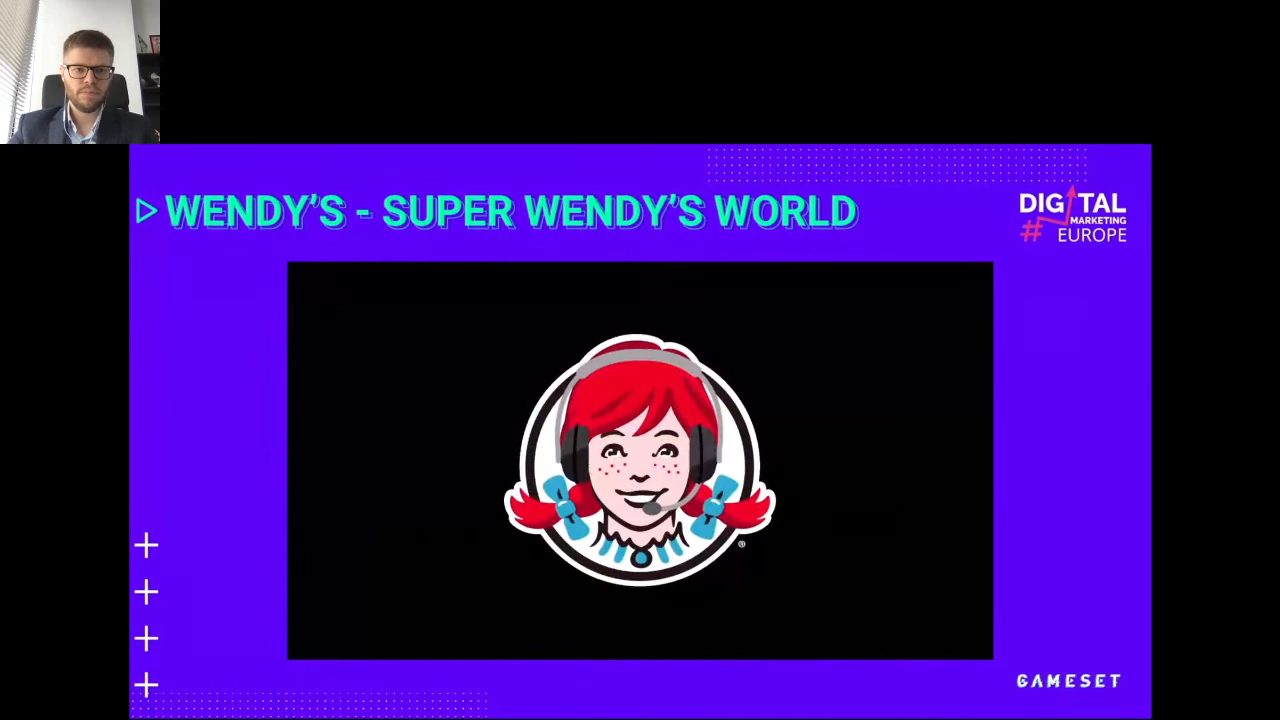 WENDY'S - SUPER WENDY'S WORLD
DIGITAL
MARKETING
# EUROPE
®
GAMESET